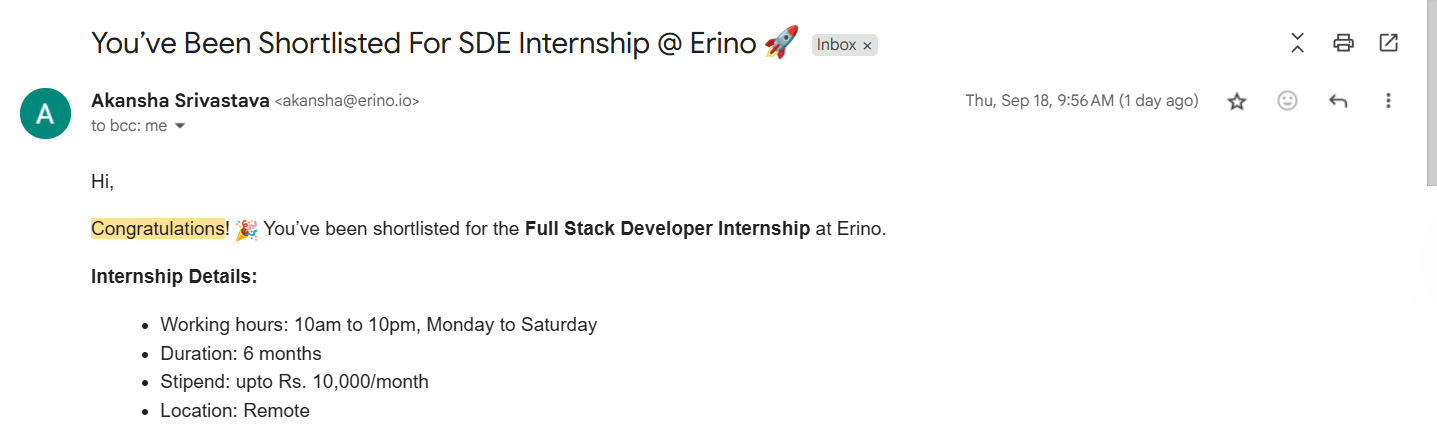 You’ve Been Shortlisted For SDE Internship @ Erino 🚀 Inbox ×
A
Akansha Srivastava <akansha@erino.io> Thu, Sep 18, 9:56 AM (1 day ago)
to bcc: me
Hi,
Congratulations! 🎉 You’ve been shortlisted for the Full Stack Developer Internship at Erino.
Internship Details:
• Working hours: 10am to 10pm, Monday to Saturday
• Duration: 6 months
• Stipend: upto Rs. 10,000/month
• Location: Remote